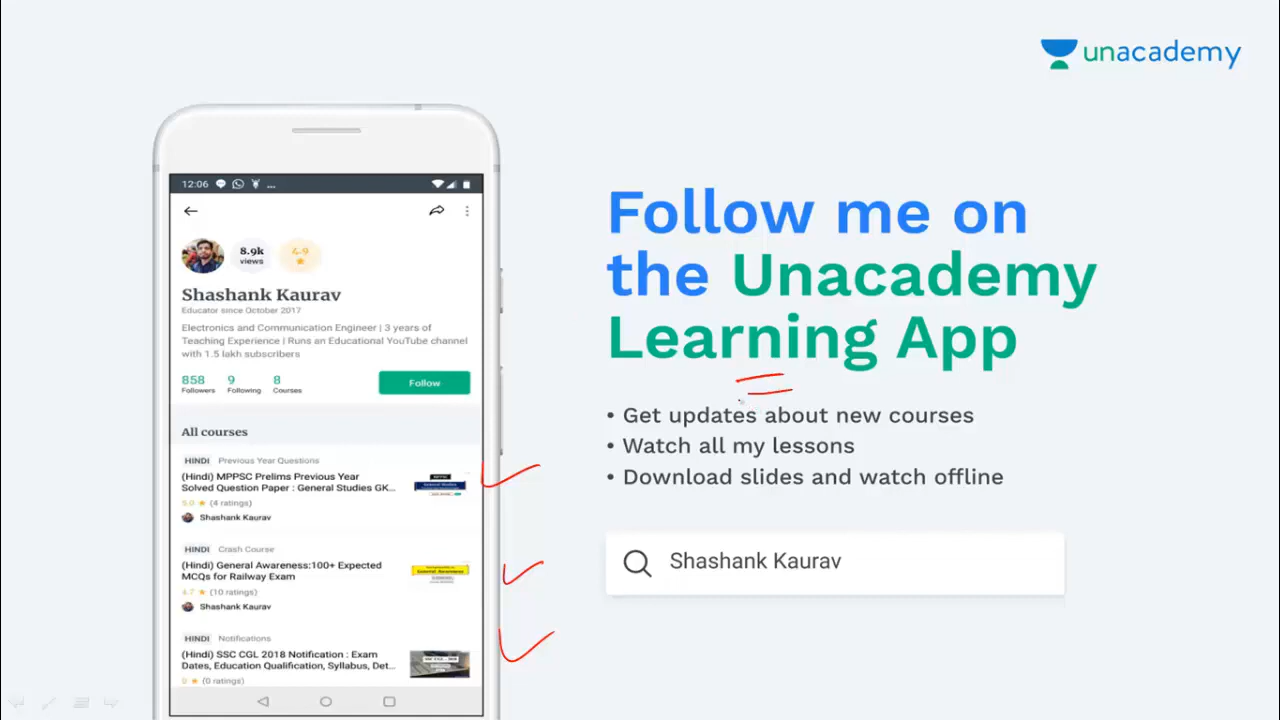 unacademy
12:06 ...
8.9k
views
4.9
Shashank Kaurav
Educator since October 2017
Electronics and Communication Engineer | 3 years of
Teaching Experience | Runs an Educational YouTube channel
with 1.5 lakh subscribers
858
Followers
9
Following
8
Courses
Follow
All courses
HINDI Previous Year Questions
(Hindi) MPPSC Prelims Previous Year
Solved Question Paper : General Studies GK...
5.0 ★ (4 ratings)
Shashank Kaurav
HINDI Crash Course
(Hindi) General Awareness:100+ Expected
MCQs for Railway Exam
4.7 ★ (10 ratings)
Shashank Kaurav
HINDI Notifications
(Hindi) SSC CGL 2018 Notification : Exam
Dates, Education Qualification, Syllabus, Det...
0 ★ (0 ratings)
Follow me on
the Unacademy
Learning App
• Get updates about new courses
• Watch all my lessons
• Download slides and watch offline
Shashank Kaurav